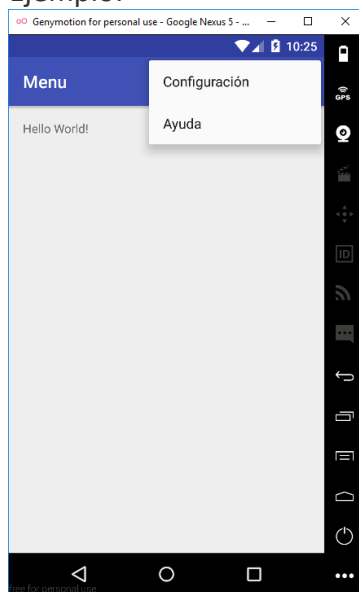 Ejemplo:
Genymotion for personal use - Google Nexus 5 - ...
10:25
Menu
Configuración
Ayuda
Hello World!
GPS
ID
free for personal use